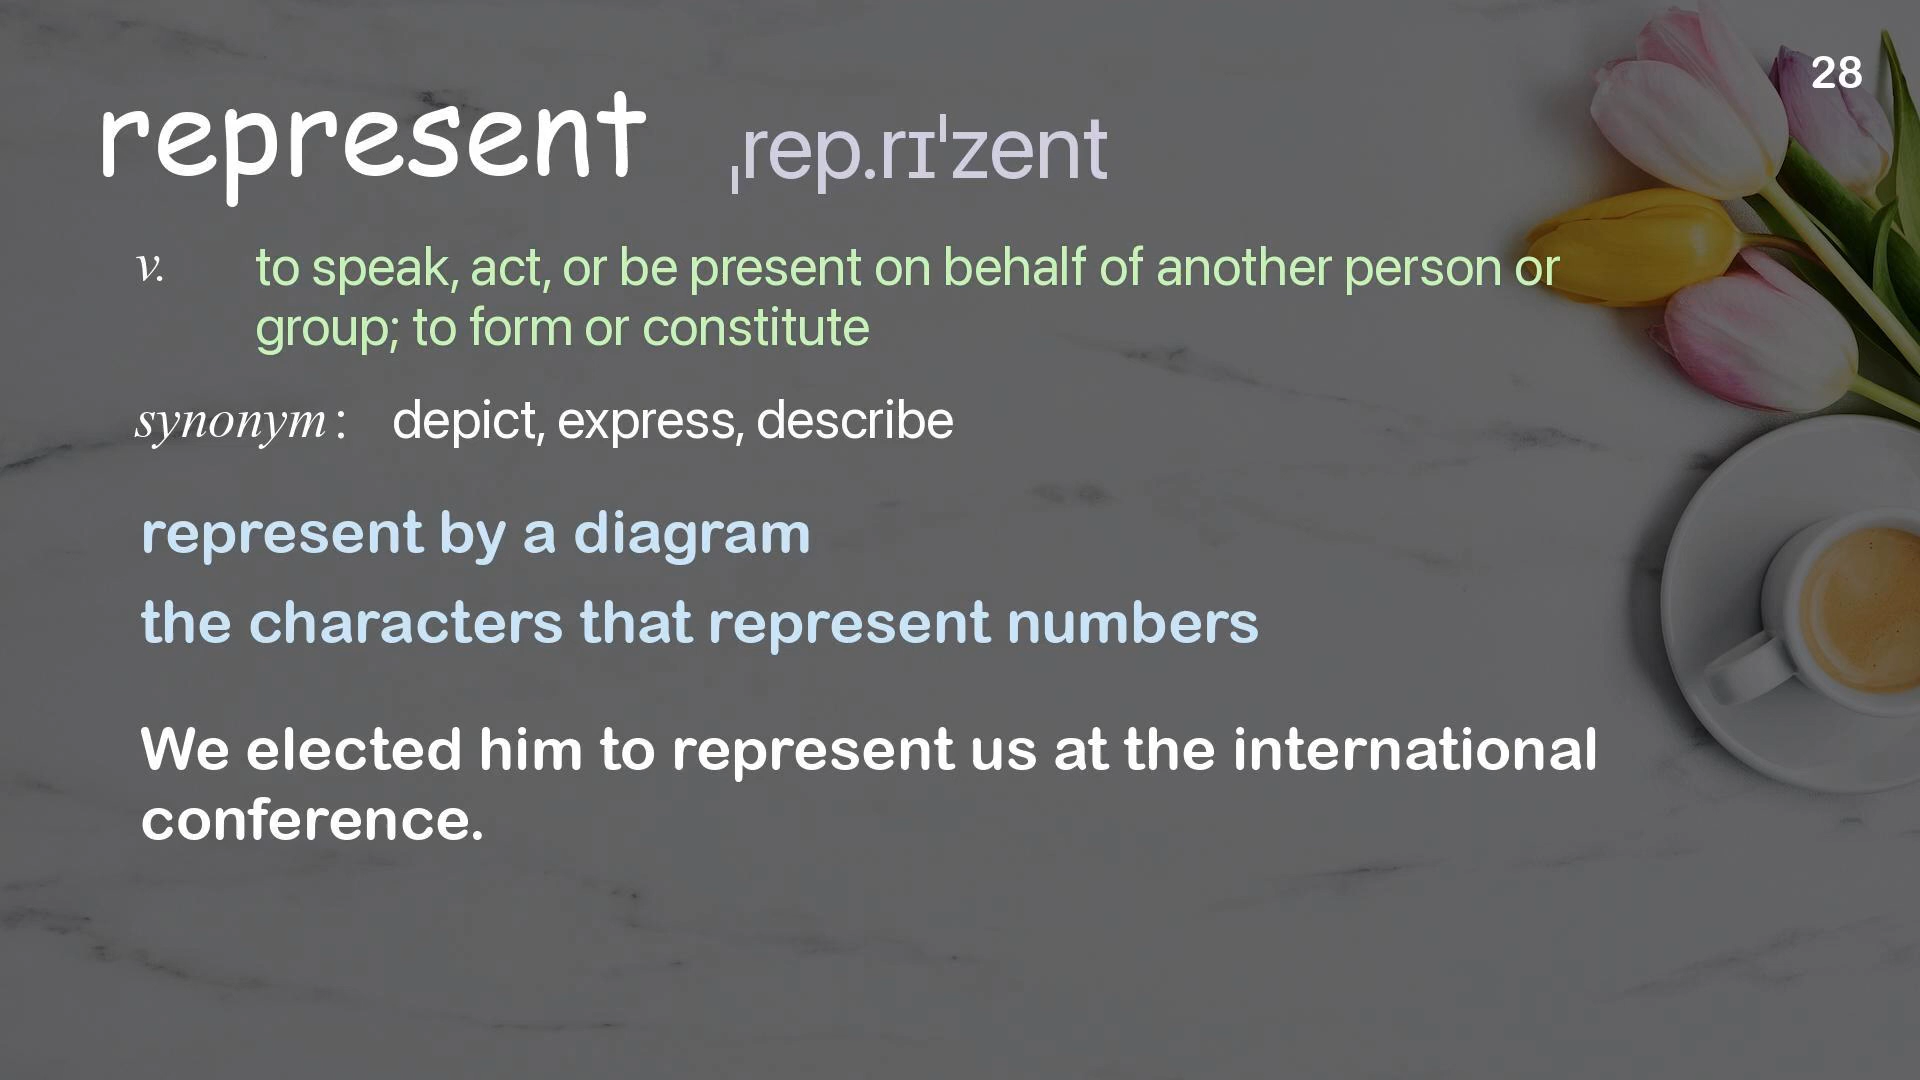 28
represent ˌrep.rɪˈzent
v. to speak, act, or be present on behalf of another person or
group; to form or constitute
synonym: depict, express, describe
represent by a diagram
the characters that represent numbers
We elected him to represent us at the international
conference.